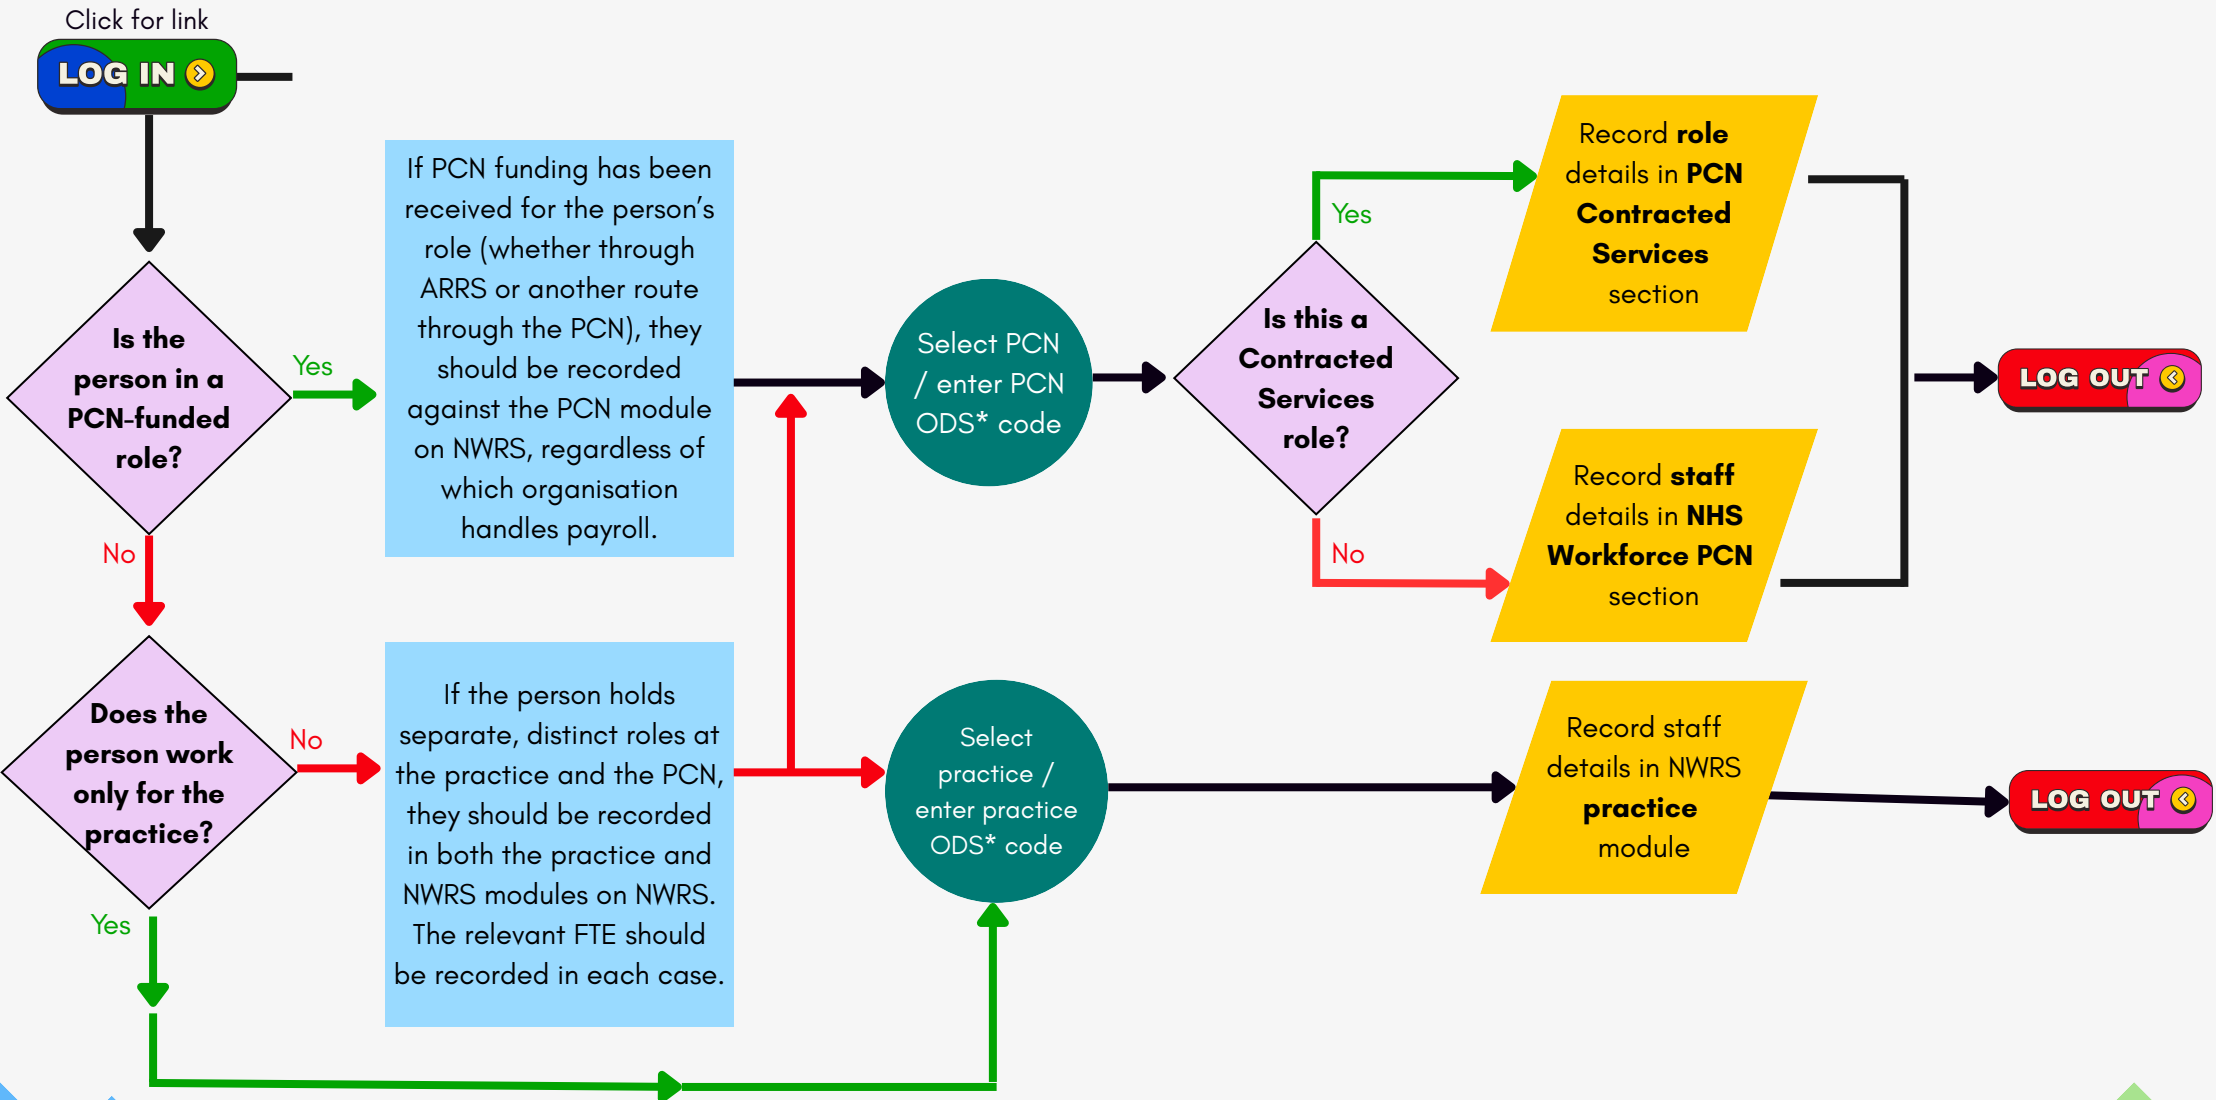 Click for link
LOG IN
Is the
person in a
PCN-funded
role?
Yes
No
If PCN funding has been
received for the person's
role (whether through
ARRS or another route
through the PCN), they
should be recorded
against the PCN module
on NWRS, regardless of
which organisation
handles payroll.
Select PCN
/ enter PCN
ODS* code
Is this a
Contracted
Services
role?
Yes
No
Record role
details in PCN
Contracted
Services
section
Record staff
details in NHS
Workforce PCN
section
LOG OUT
Does the
person work
only for the
practice?
No
Yes
If the person holds
separate, distinct roles at
the practice and the PCN,
they should be recorded
in both the practice and
NWRS modules on NWRS.
The relevant FTE should
be recorded in each case.
Select
practice /
enter practice
ODS* code
Record staff
details in NWRS
practice
module
LOG OUT